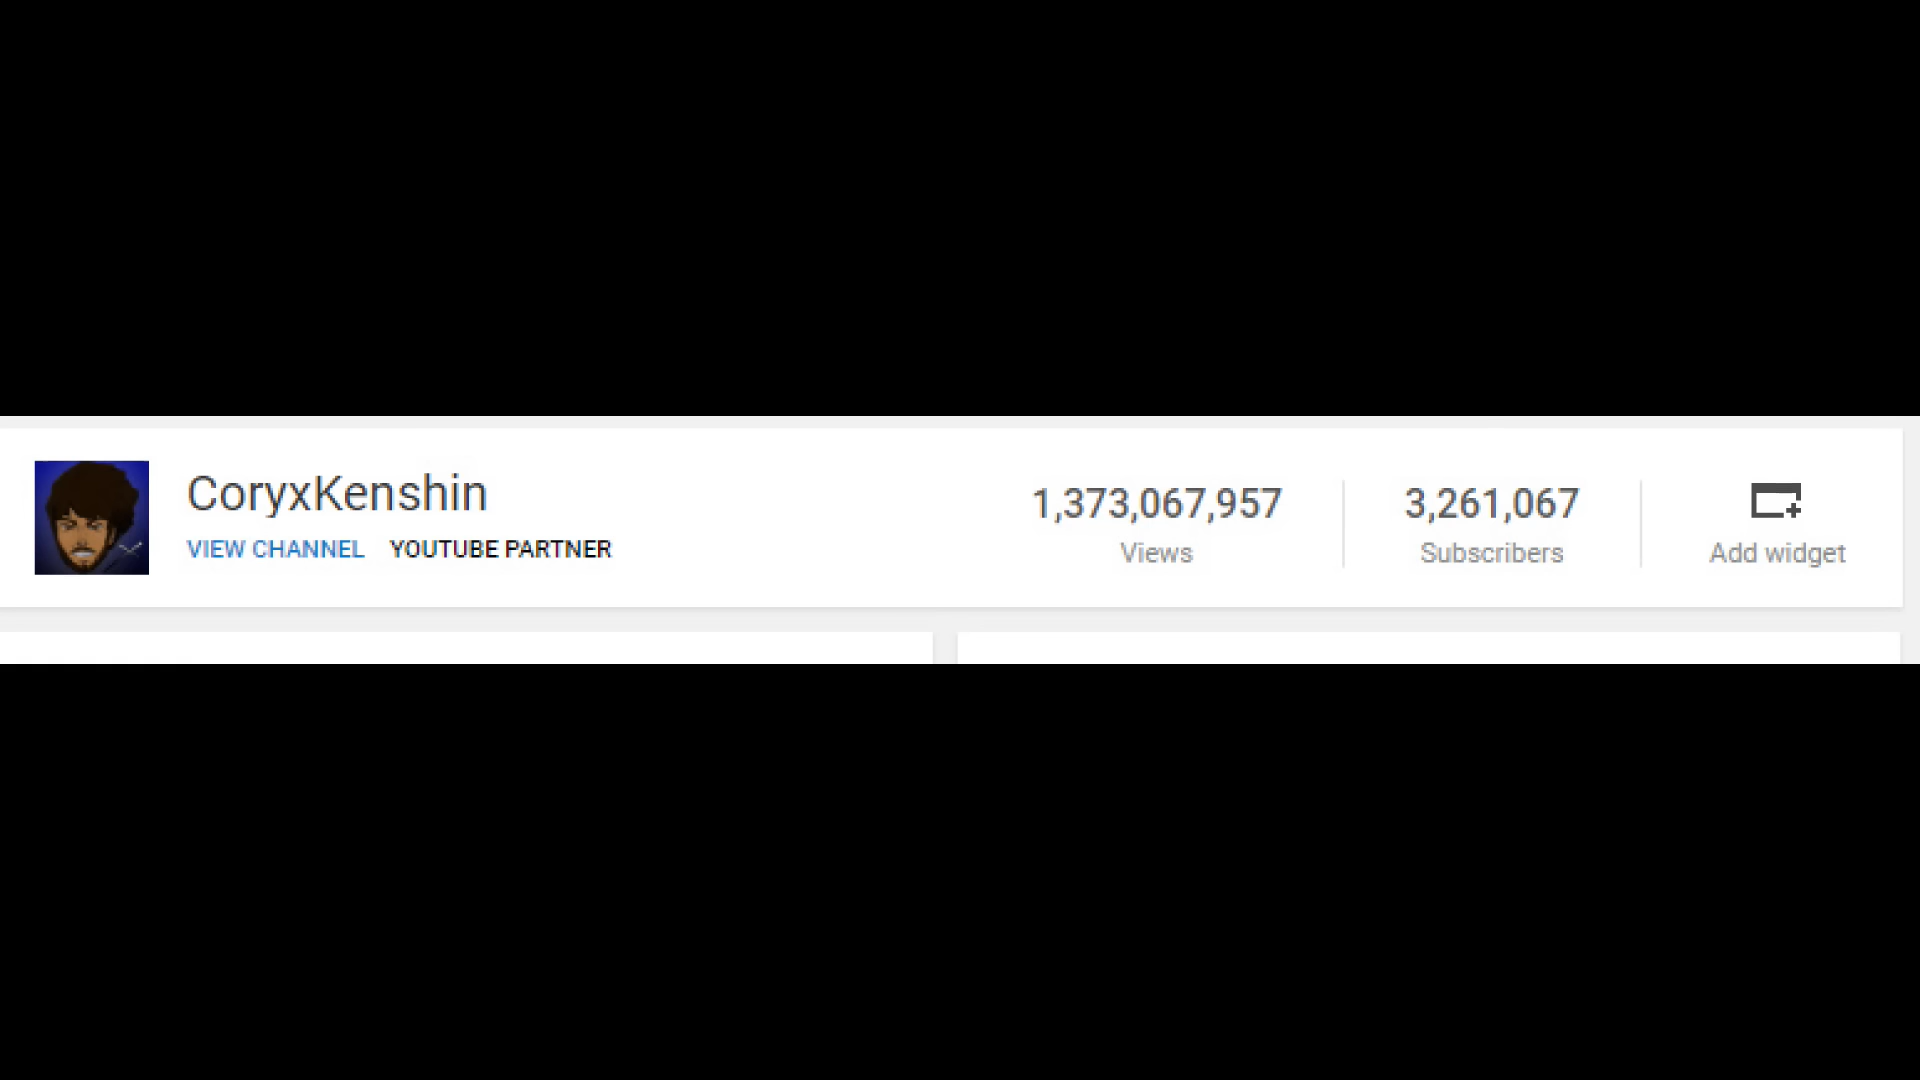 CoryxKenshin
VIEW CHANNEL YOUTUBE PARTNER
1,373,067,957
Views
3,261,067
Subscribers
Add widget